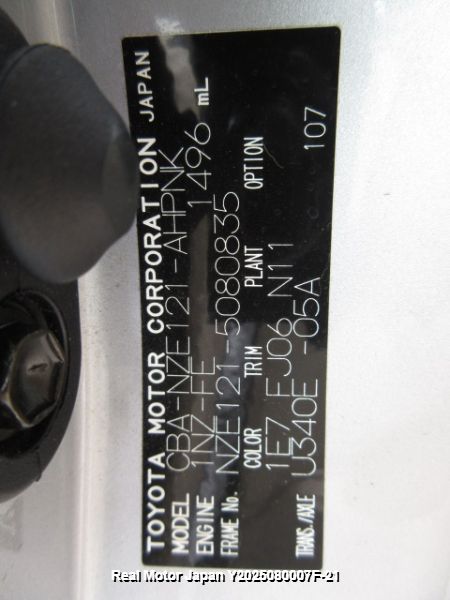 TOYOTA MOTOR CORPORATION JAPAN
MODEL CBA-NZE121-AHPNK
ENGINE 1NZ-FE 1496 mL
FRAME No. NZE121-5080835
COLOR TRIM PLANT OPTION
1E7 FJ06 N11
TRANS./AXLE U340E -05A 107
Real Motor Japan Y2025080007F-21